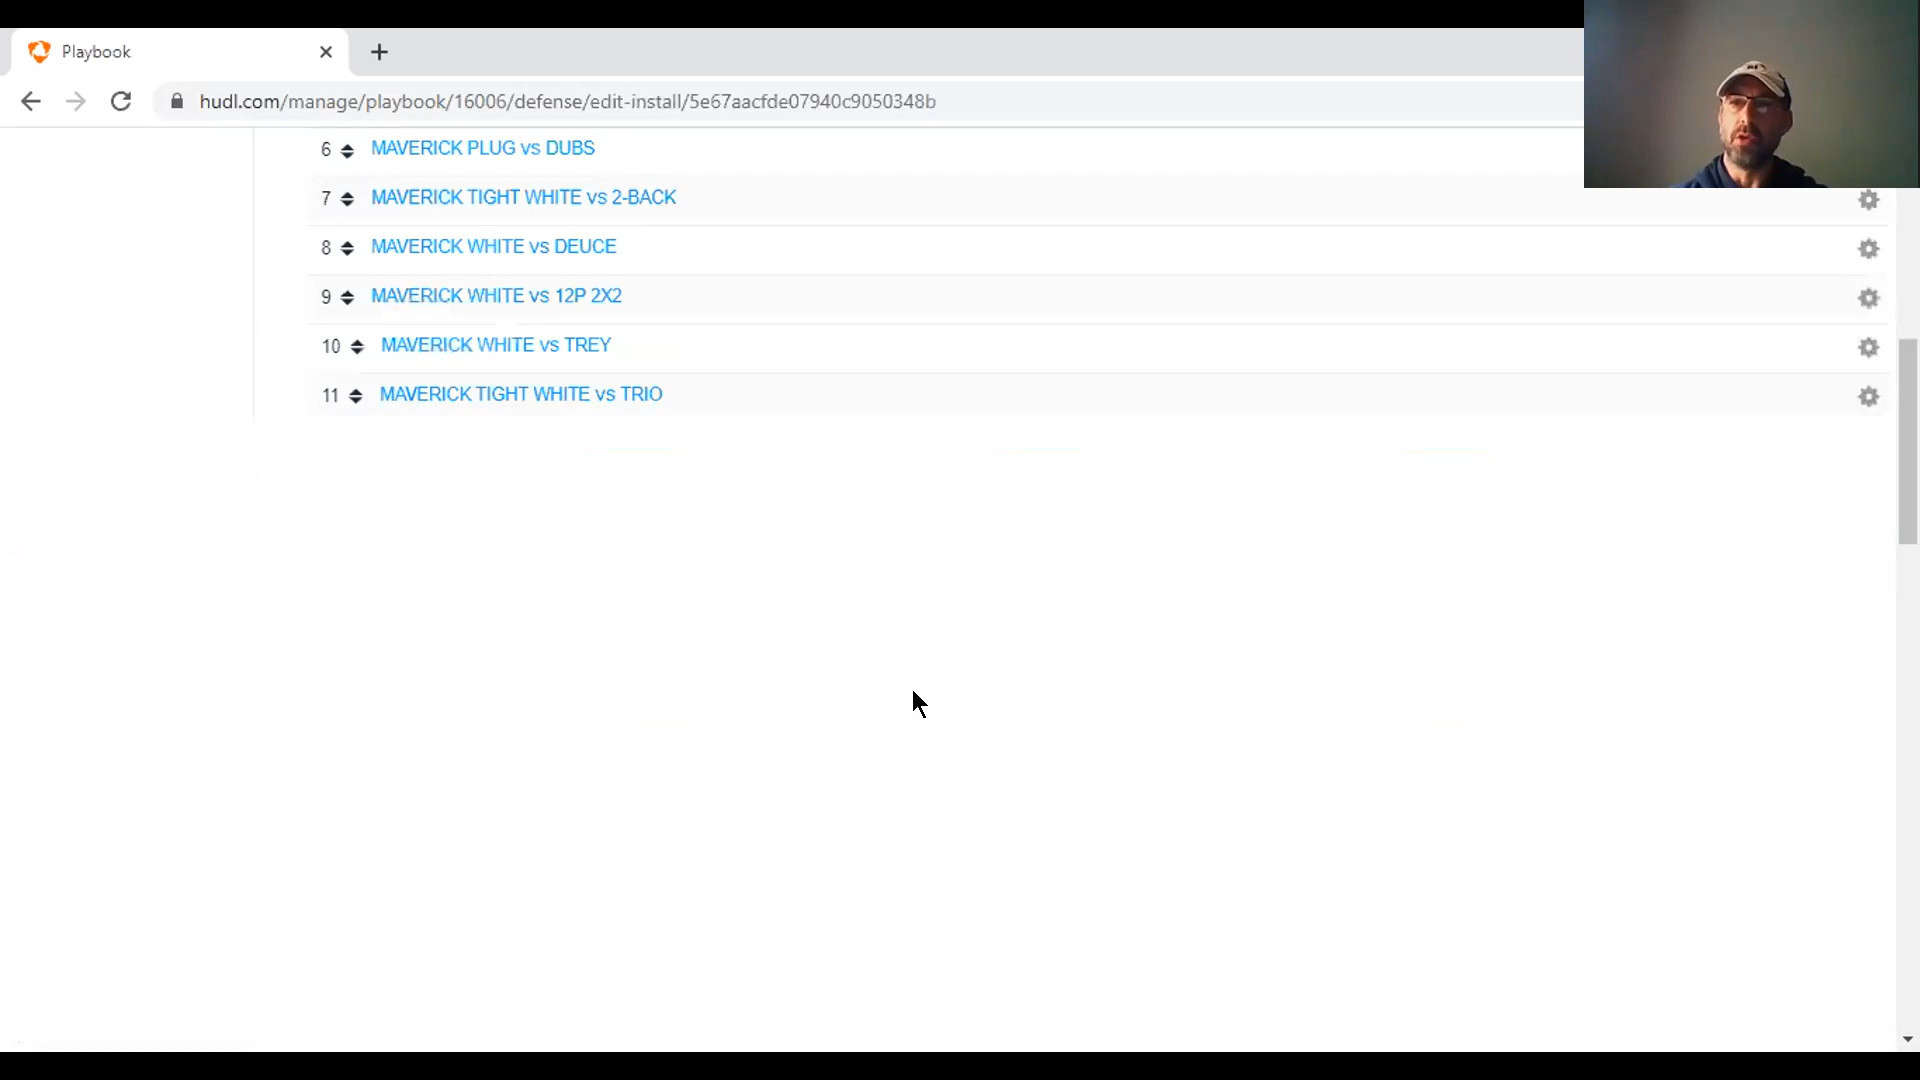 Playbook
hudl.com/manage/playbook/16006/defense/edit-install/5e67aacfde07940c9050348b
6 MAVERICK PLUG vs DUBS
7 MAVERICK TIGHT WHITE vs 2-BACK
8 MAVERICK WHITE vs DEUCE
9 MAVERICK WHITE vs 12P 2X2
10 MAVERICK WHITE vs TREY
11 MAVERICK TIGHT WHITE vs TRIO